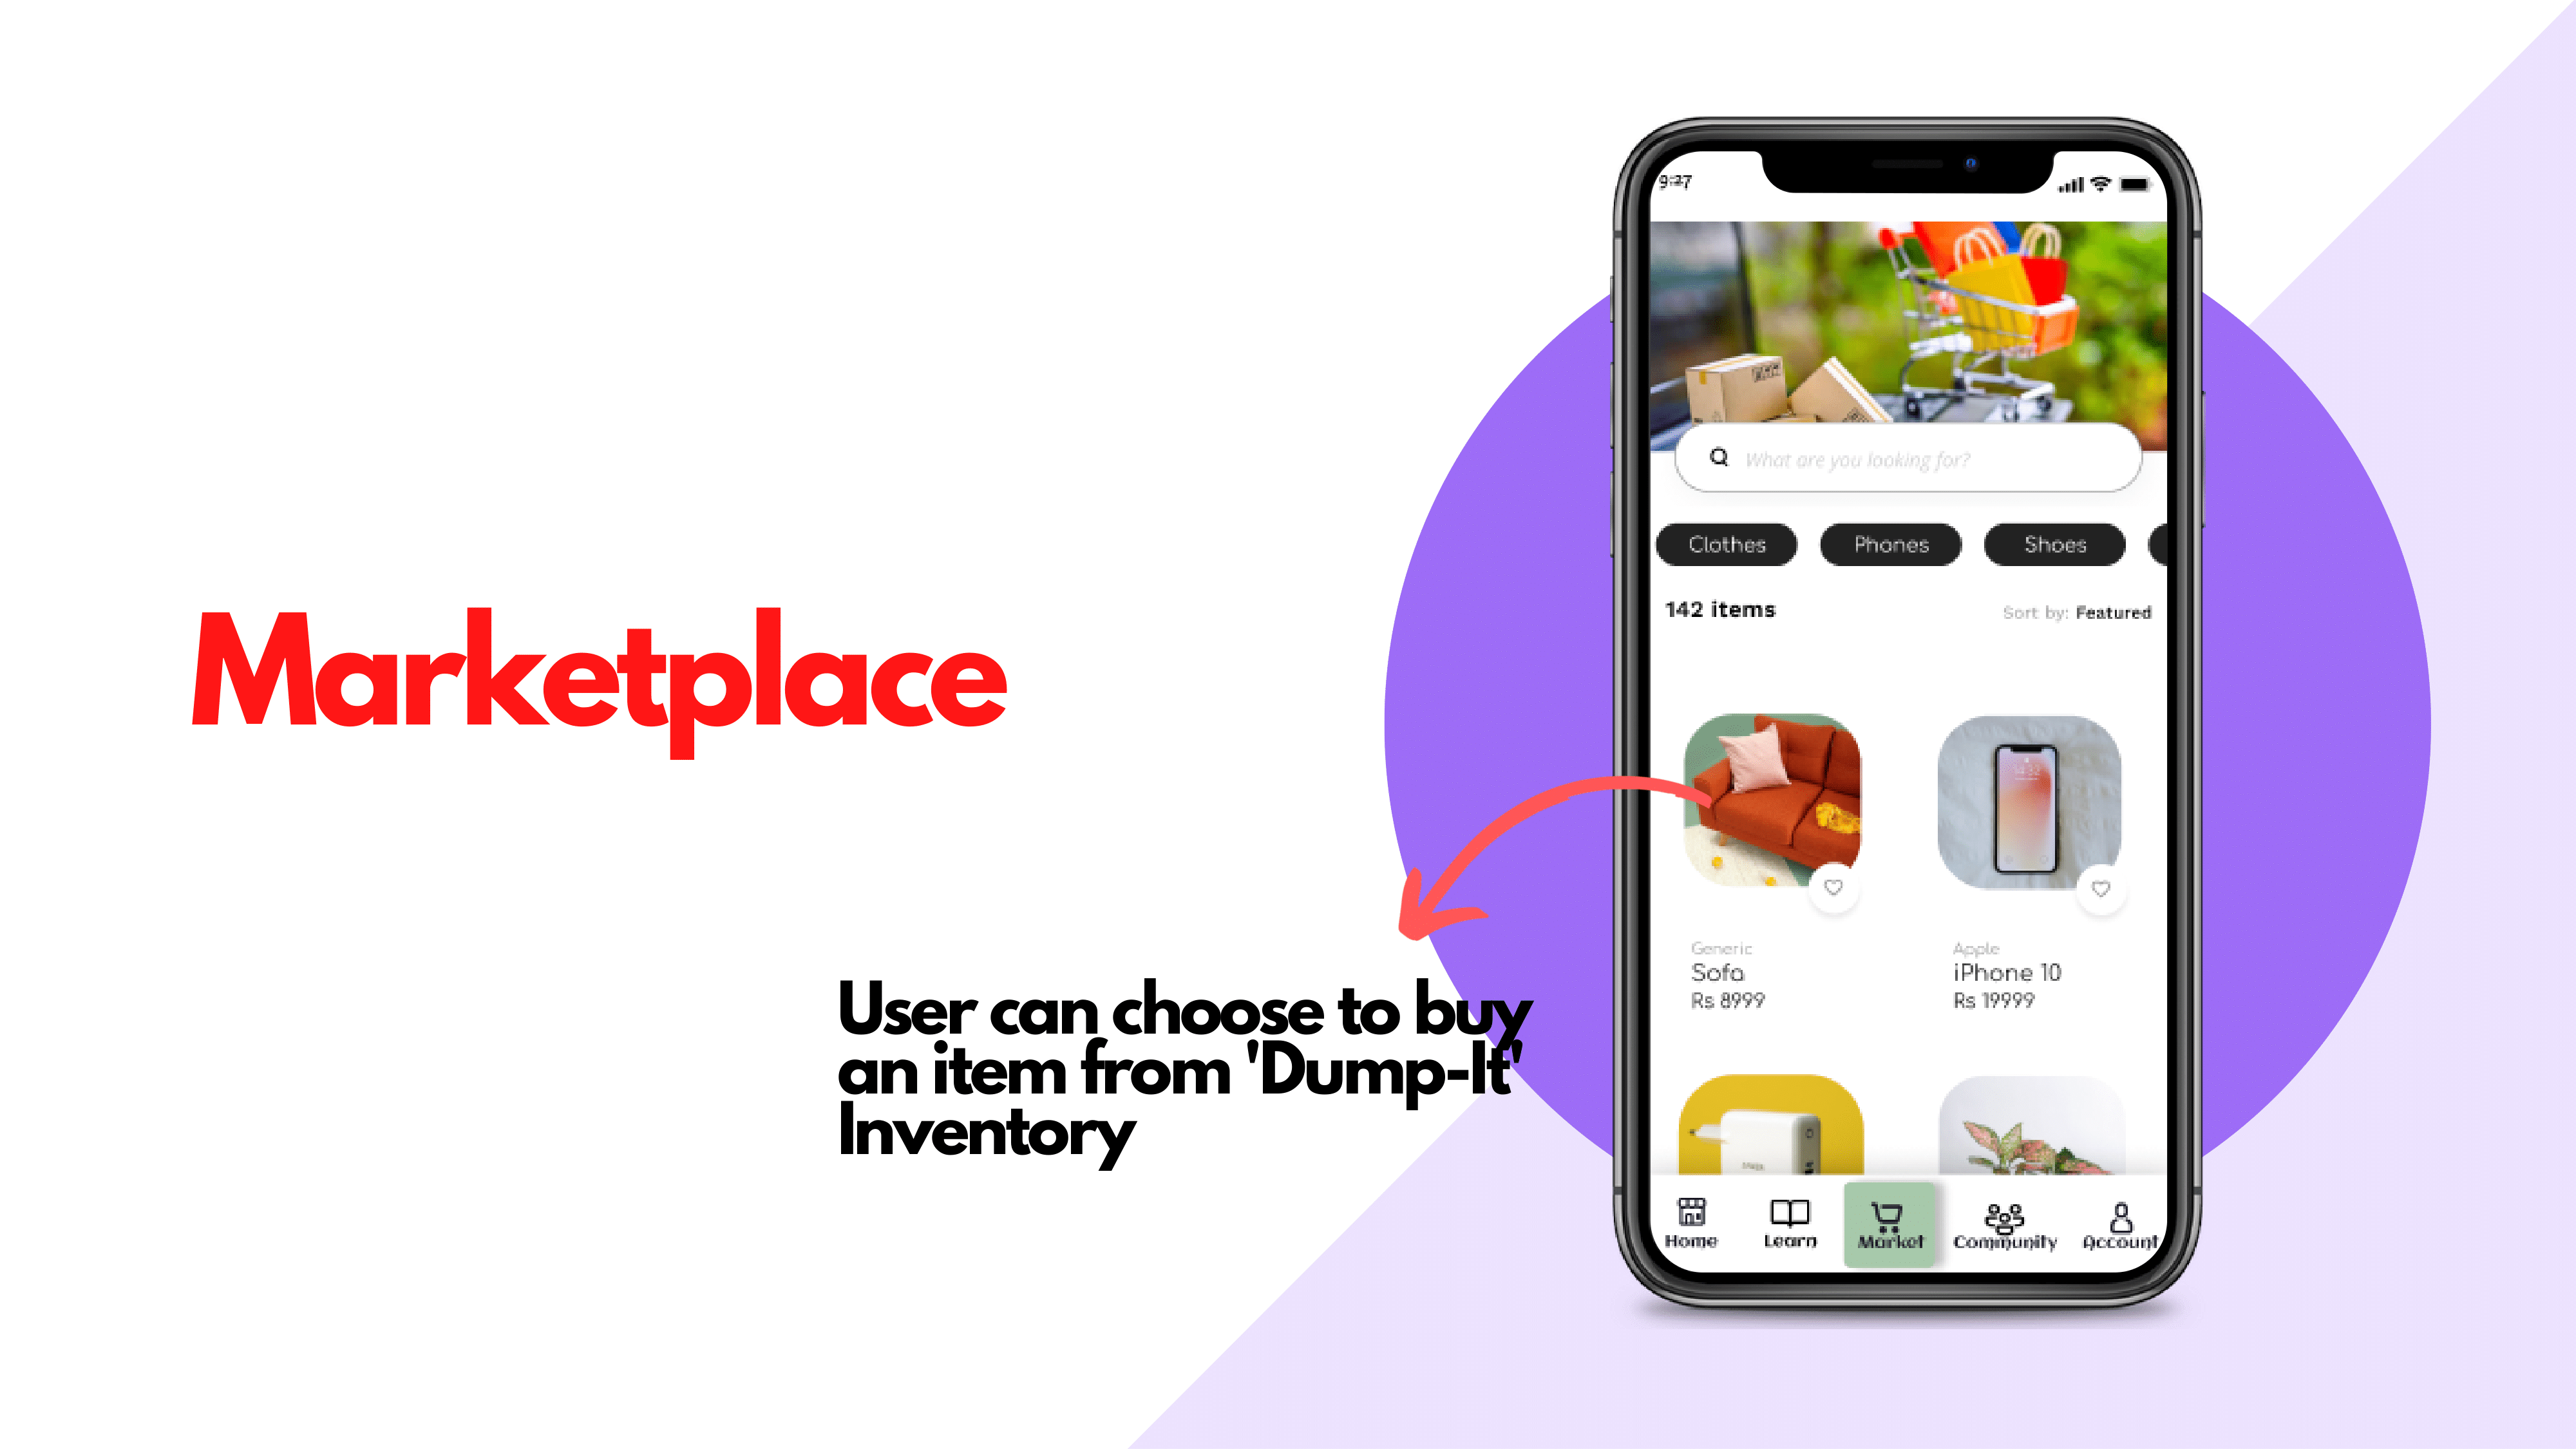 Marketplace
User can choose to buy
an item from 'Dump-It'
Inventory
9:27
What are you looking for?
Clothes
Phones
Shoes
142 items
Sort by: Featured
Generic
Sofa
Rs 8999
Apple
iPhone 10
Rs 19999
Home
Learn
Market
Community
Account